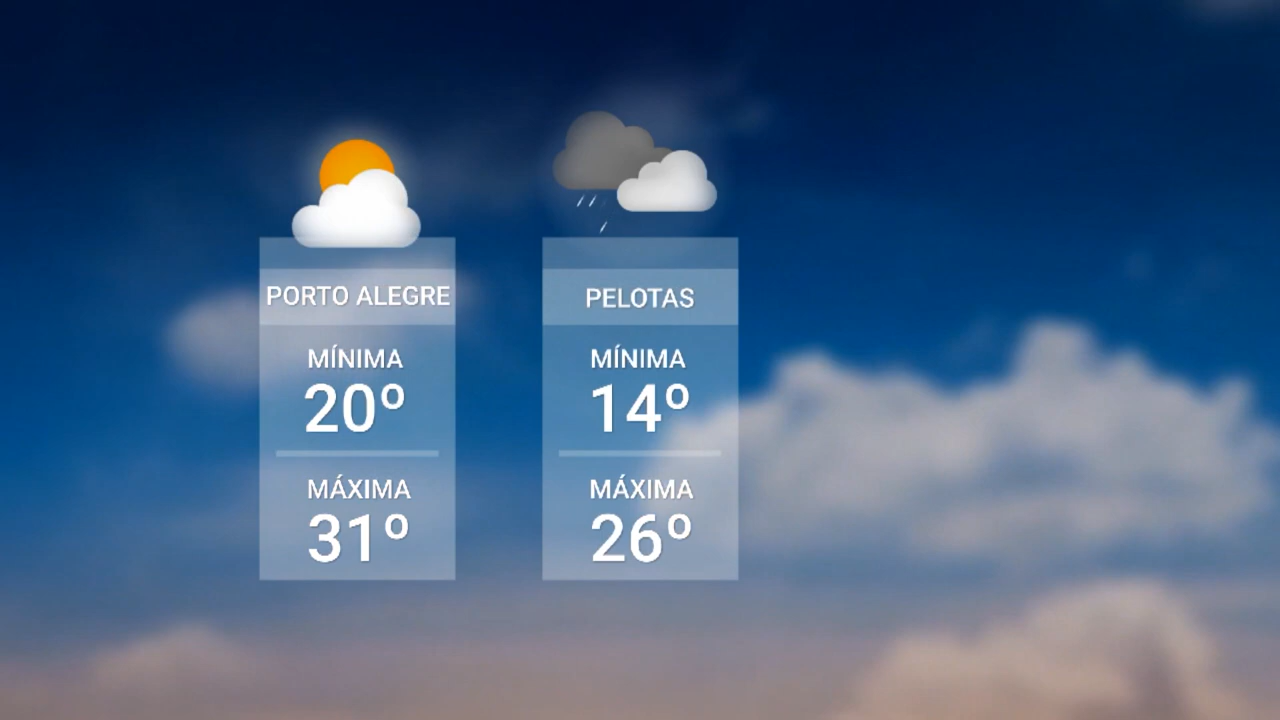 PORTO ALEGRE
MÍNIMA
20º
MÁXIMA
31º
PELOTAS
MÍNIMA
14º
MÁXIMA
26º